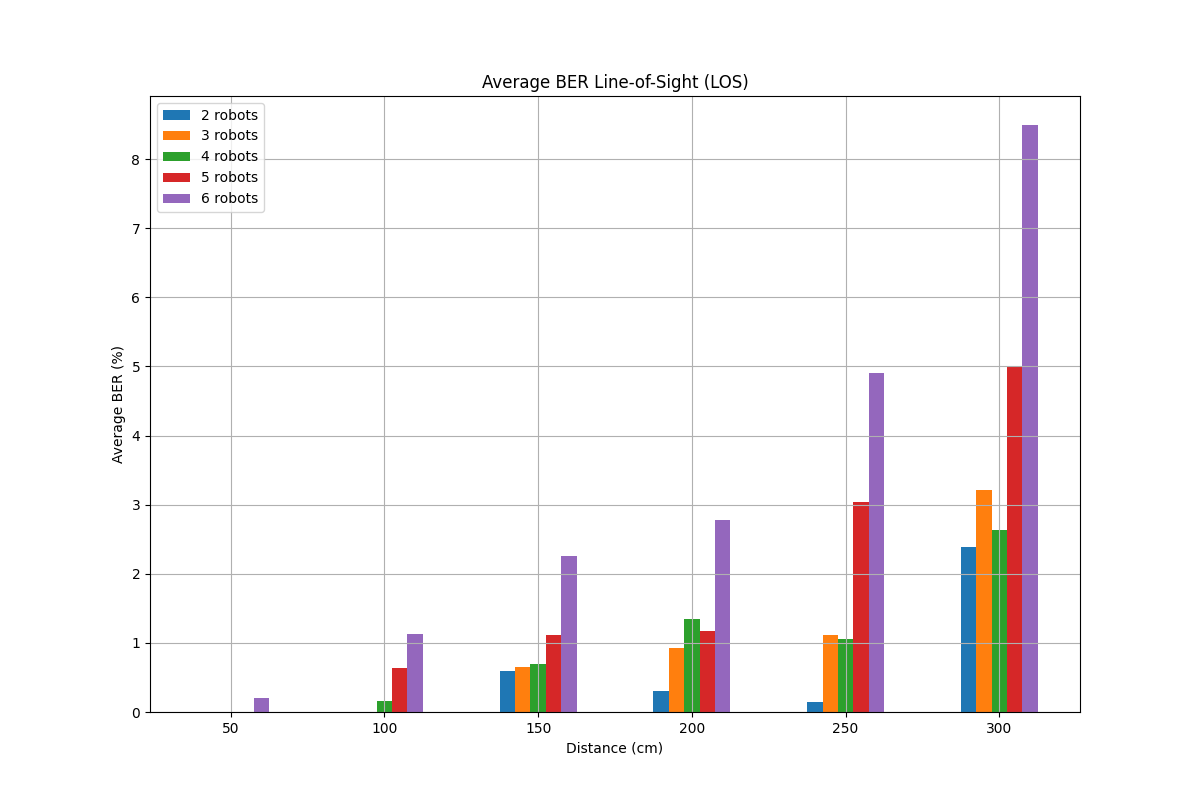 Average BER Line-of-Sight (LOS)
2 robots
3 robots
4 robots
5 robots
6 robots
Average BER (%)
8
7
6
5
4
3
2
1
0
50 100 150 200 250 300
Distance (cm)